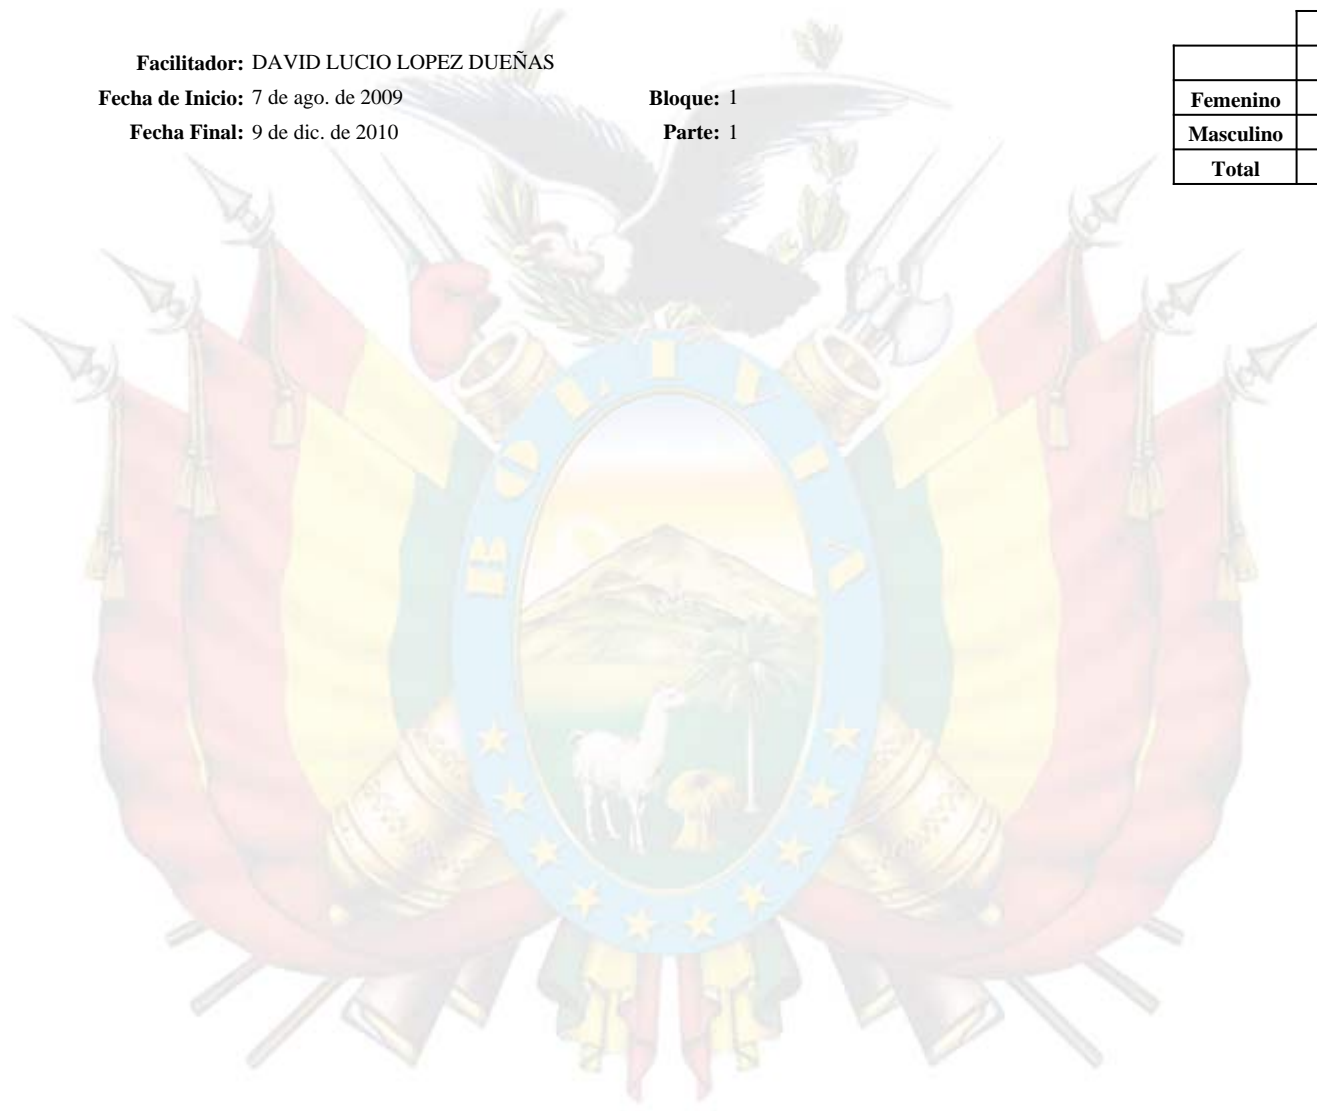 Facilitador: DAVID LUCIO LOPEZ DUEÑAS
Fecha de Inicio: 7 de ago. de 2009 Bloque: 1
Fecha Final: 9 de dic. de 2010 Parte: 1
Femenino
Masculino
Total
BOLIVIA